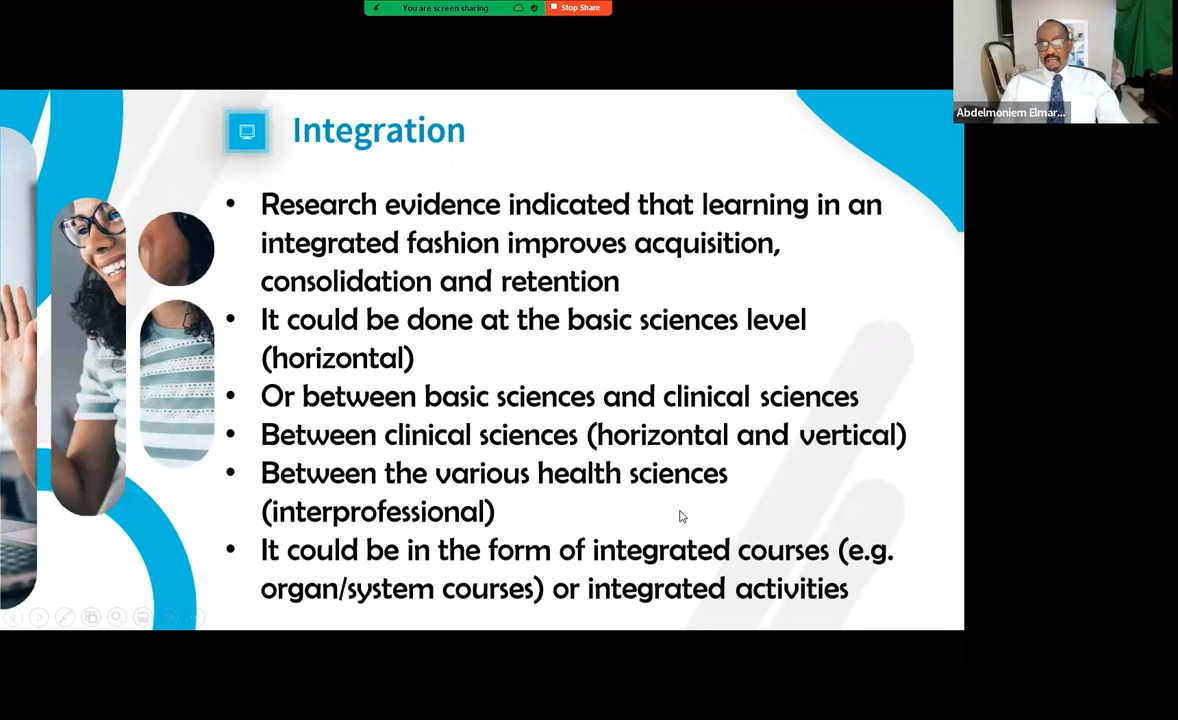 You are screen sharing
Stop Share
Abdelmoniem Elmar...
Integration
• Research evidence indicated that learning in an
integrated fashion improves acquisition,
consolidation and retention
• It could be done at the basic sciences level
(horizontal)
• Or between basic sciences and clinical sciences
• Between clinical sciences (horizontal and vertical)
• Between the various health sciences
(interprofessional)
• It could be in the form of integrated courses (e.g.
organ/system courses) or integrated activities